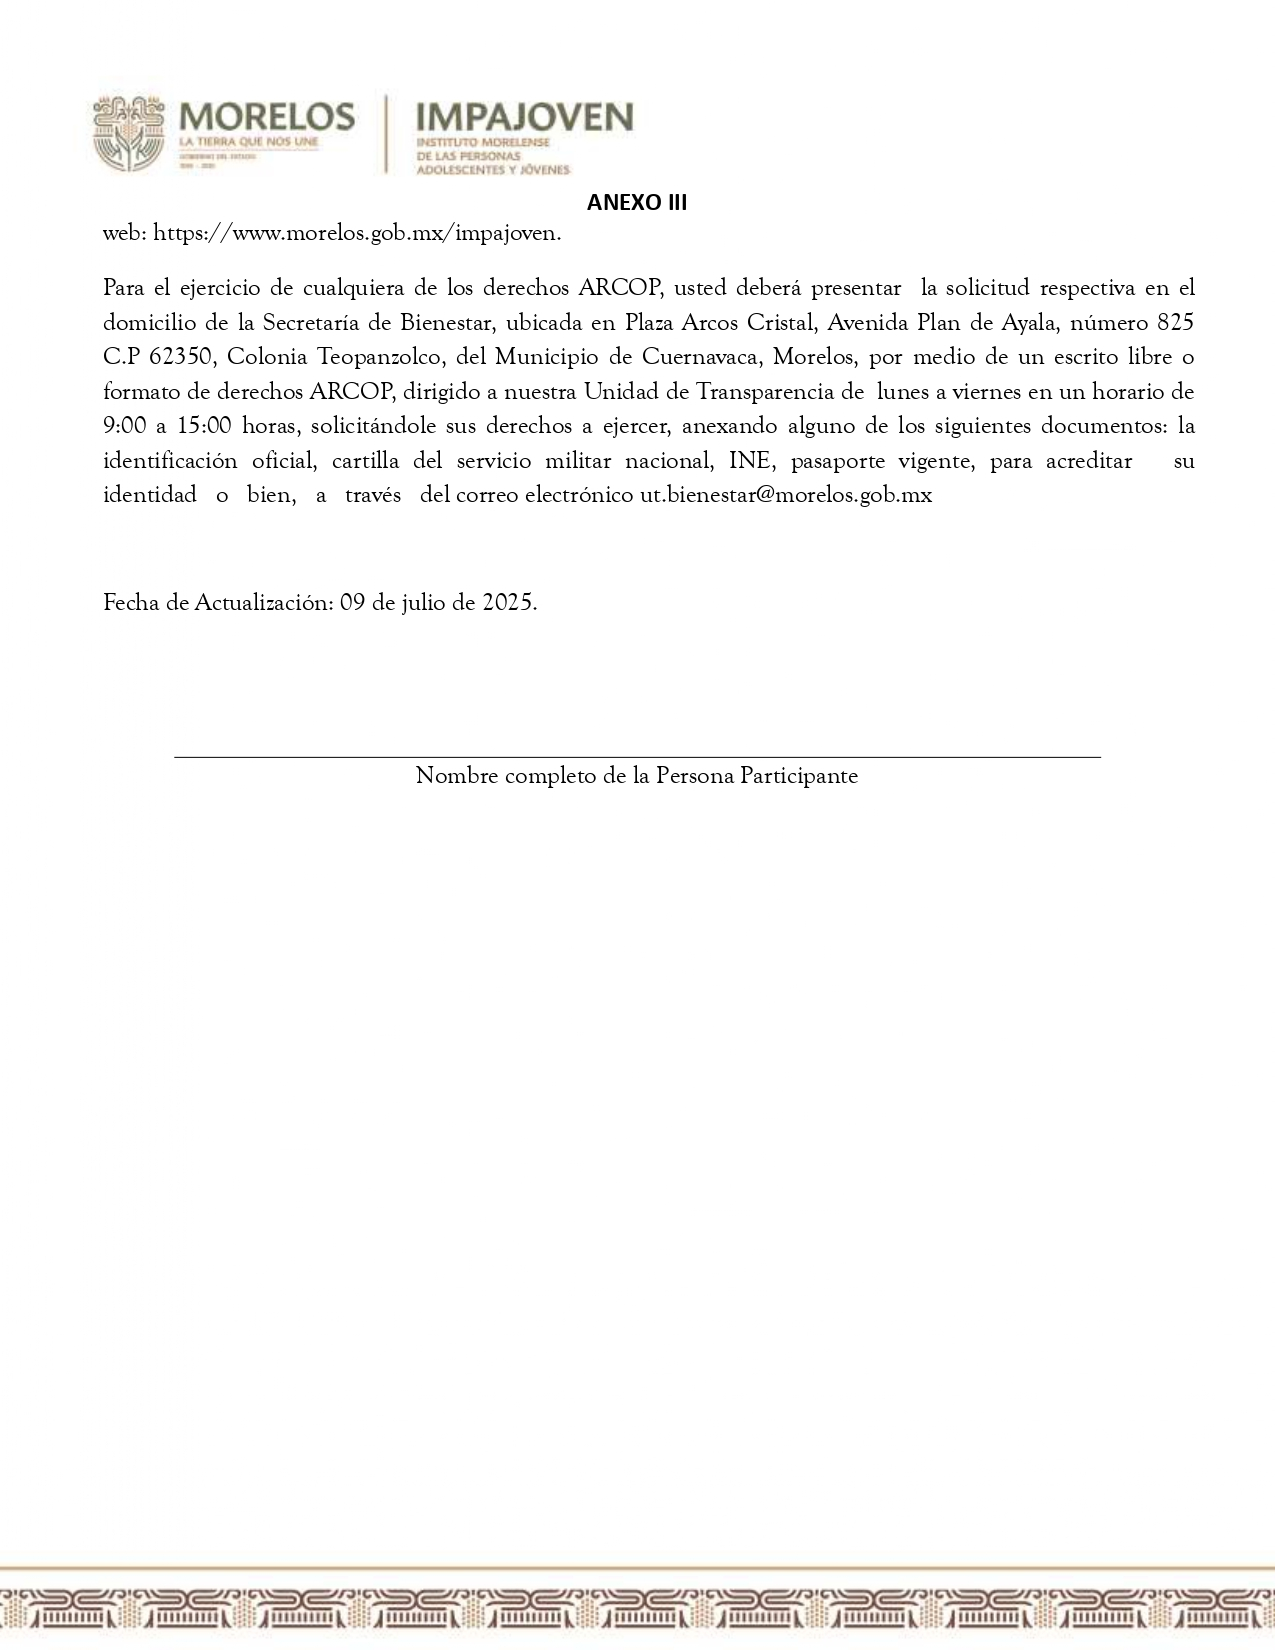 MORELOS
LA TIERRA QUE NOS UNE
GOBIERNO DEL ESTADO
IMPAJOVEN
INSTITUTO MORELENSE
DE LAS PERSONAS
ADOLESCENTES Y JÓVENES
ANEXO III
web: https://www.morelos.gob.mx/impajoven.
Para el ejercicio de cualquiera de los derechos ARCOP, usted deberá presentar la solicitud respectiva en el
domicilio de la Secretaría de Bienestar, ubicada en Plaza Arcos Cristal, Avenida Plan de Ayala, número 825
C.P 62350, Colonia Teopanzolco, del Municipio de Cuernavaca, Morelos, por medio de un escrito libre o
formato de derechos ARCOP, dirigido a nuestra Unidad de Transparencia de lunes a viernes en un horario de
9:00 a 15:00 horas, solicitándole sus derechos a ejercer, anexando alguno de los siguientes documentos: la
identificación oficial, cartilla del servicio militar nacional, INE, pasaporte vigente, para acreditar su
identidad o bien, a través del correo electrónico ut.bienestar@morelos.gob.mx
Fecha de Actualización: 09 de julio de 2025.
Nombre completo de la Persona Participante